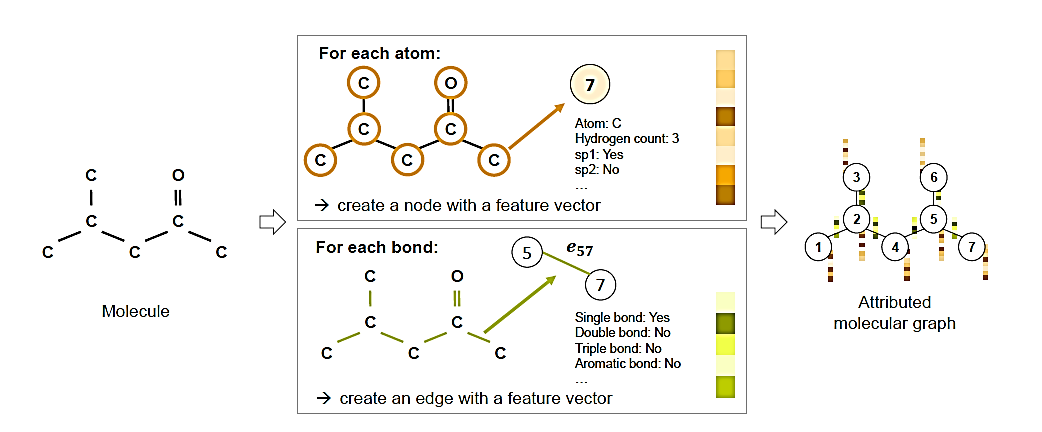 C
O
C
C
C
C
C
Molecule
For each atom:
C
O
C
C
C
C
C
7
Atom: C
Hydrogen count: 3
sp1: Yes
sp2: No
...
→ create a node with a feature vector
For each bond:
C
O
C
C
C
C
C
5
e57
7
Single bond: Yes
Double bond: No
Triple bond: No
Aromatic bond: No
...
→ create an edge with a feature vector
3
6
2
5
1
4
7
Attributed
molecular graph